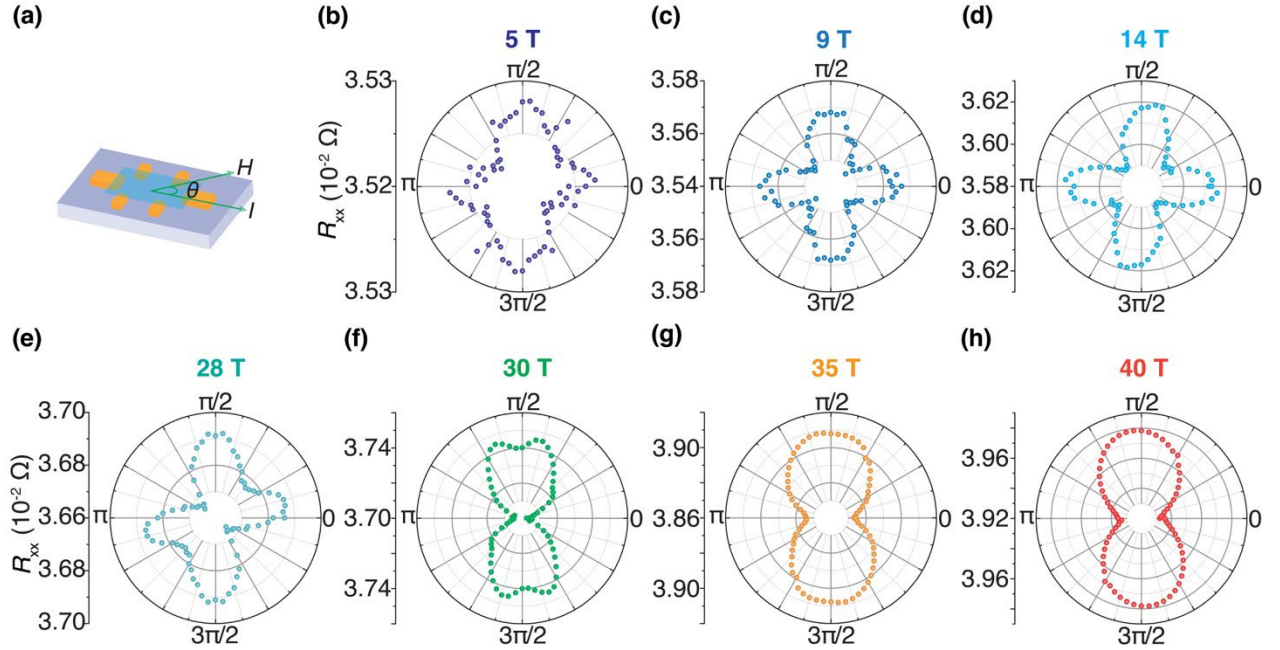 (a)
H
θ
I
(b)
5 T
π/2
3.53
3.52
3.53
Rxx (10⁻² Ω)
π
0
3π/2
(c)
9 T
π/2
3.58
3.56
3.54
3.56
3.58
π
0
3π/2
(d)
14 T
π/2
3.62
3.60
3.58
3.60
3.62
π
0
3π/2
(e)
28 T
π/2
3.70
3.68
3.66
3.68
3.70
Rxx (10⁻² Ω)
π
0
3π/2
(f)
30 T
π/2
3.74
3.70
3.74
π
0
3π/2
(g)
35 T
π/2
3.90
3.86
3.90
π
0
3π/2
(h)
40 T
π/2
3.96
3.92
3.96
π
0
3π/2